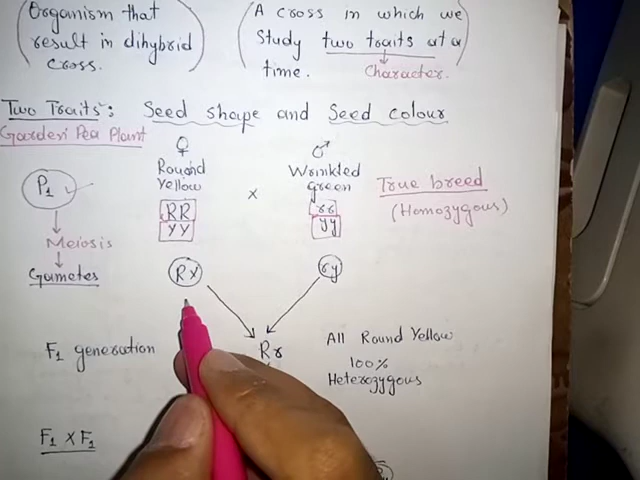 Organism that
result in dihybrid
cross.
A cross in which we
study two traits at a
time. Character.
Two Traits: Seed shape and Seed colour
Garden Pea Plant
♀ ♂
Round Yellow × Wrinkled green
P1
RR YY
rr yy
True breed
(Homozygous)
Meiosis
Gametes
RY ry
F1 generation Rr All Round Yellow
100%
Heterozygous
F1 × F1